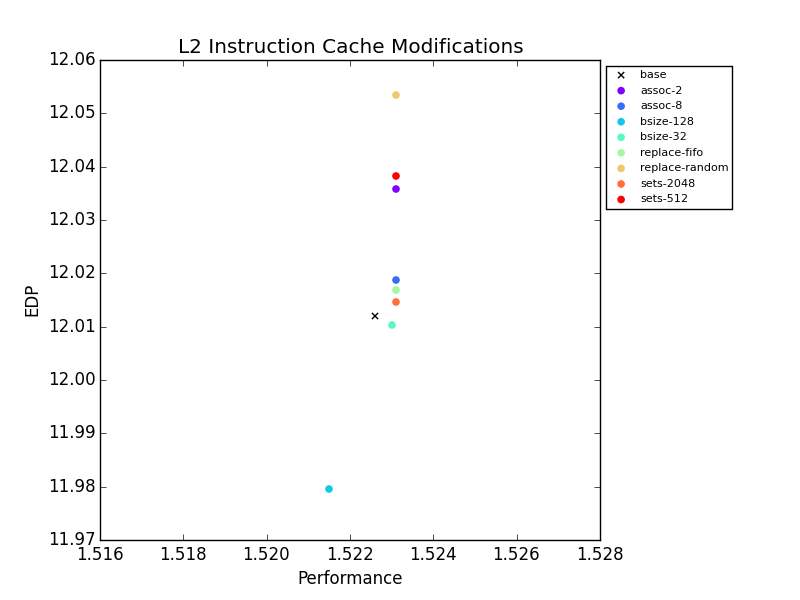 L2 Instruction Cache Modifications
12.06
12.05
12.04
12.03
12.02
12.01
12.00
11.99
11.98
11.97
EDP
1.516
1.518
1.520
1.522
1.524
1.526
1.528
Performance
base
assoc-2
assoc-8
bsize-128
bsize-32
replace-fifo
replace-random
sets-2048
sets-512